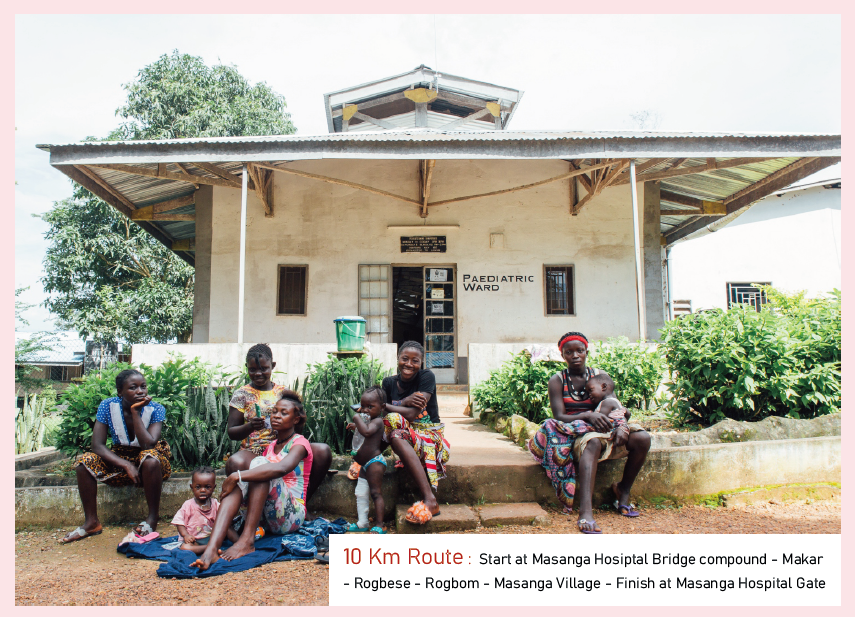 PAEDIATRIC
WARD
10 Km Route : Start at Masanga Hosiptal Bridge compound - Makar
- Rogbese - Rogbom - Masanga Village - Finish at Masanga Hospital Gate